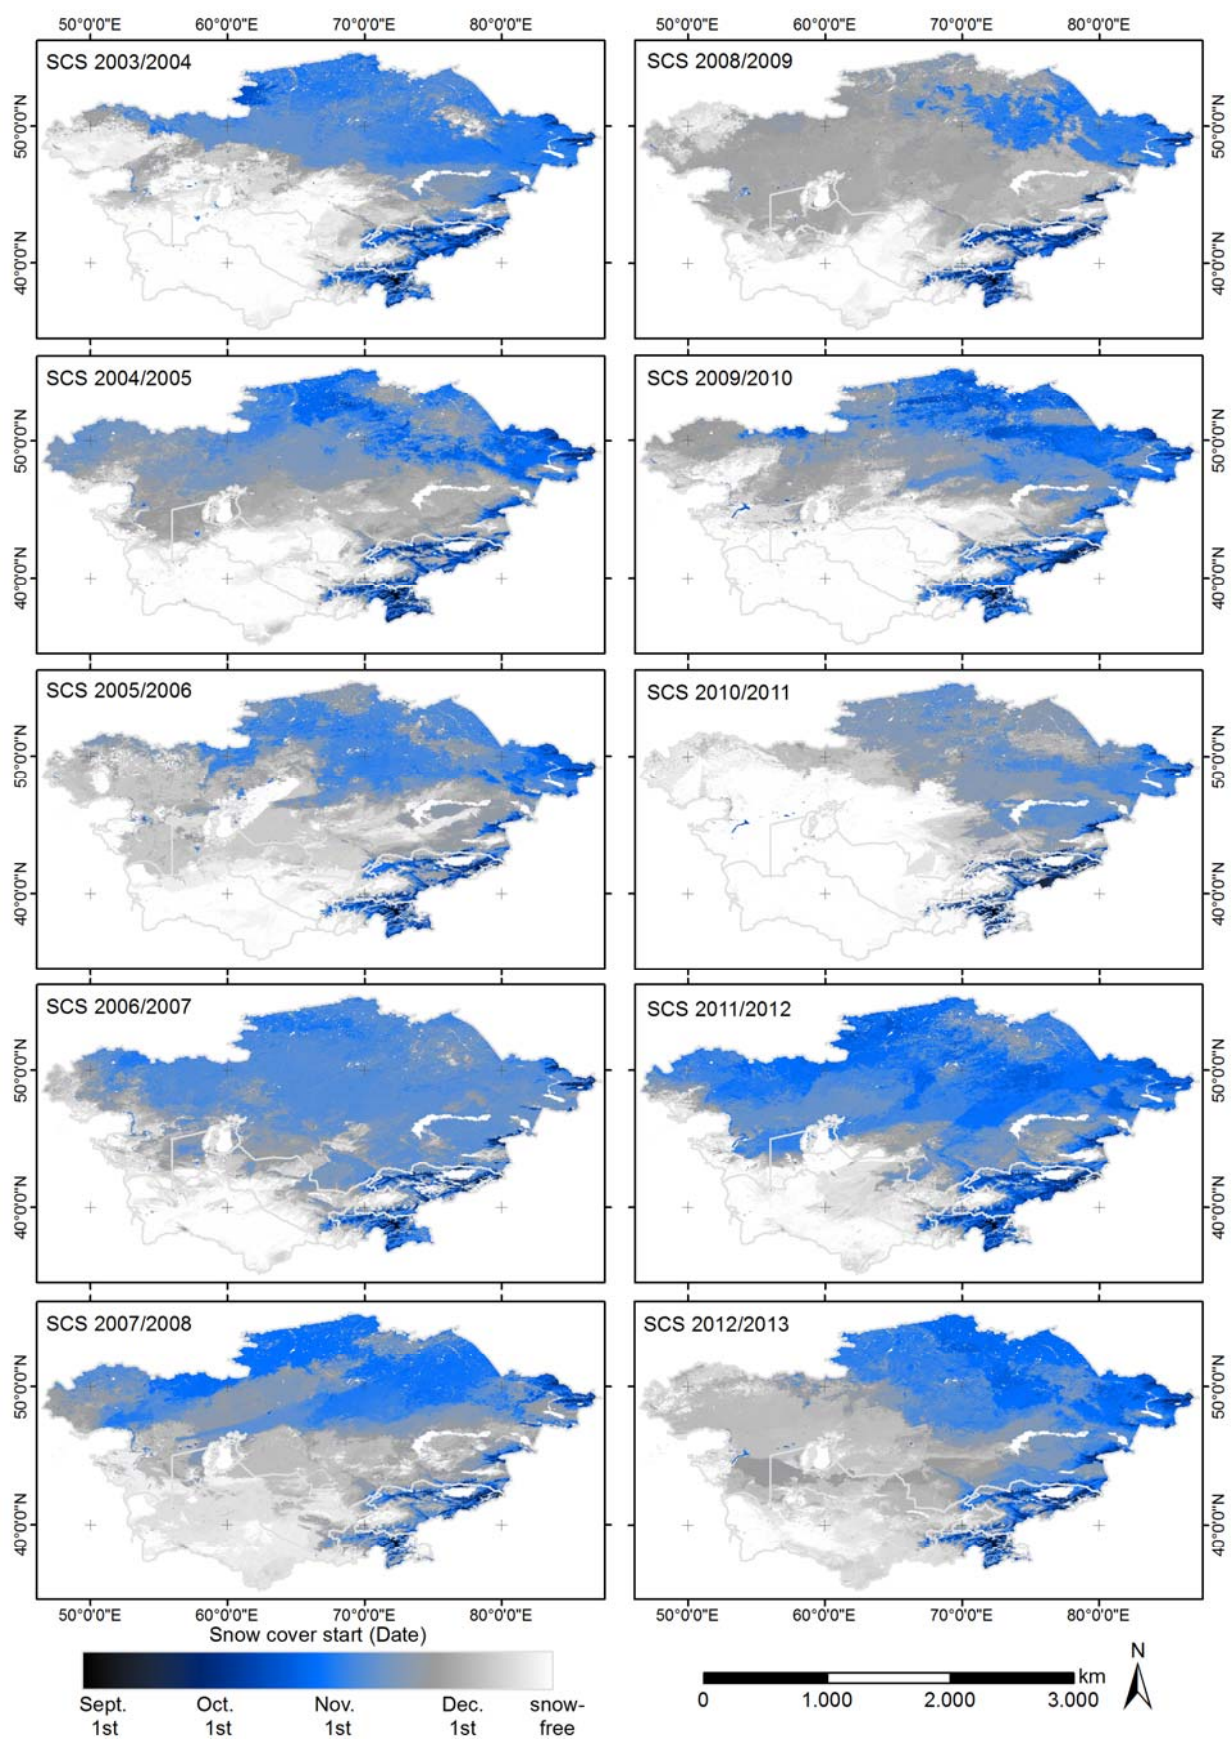 50°0'0"E 60°0'0"E 70°0'0"E 80°0'0"E 50°0'0"E 60°0'0"E 70°0'0"E 80°0'0"E
SCS 2003/2004
SCS 2008/2009
50°0'0"N
50°0'0"N
40°0'0"N
40°0'0"N
SCS 2004/2005
SCS 2009/2010
50°0'0"N
50°0'0"N
40°0'0"N
40°0'0"N
SCS 2005/2006
SCS 2010/2011
50°0'0"N
50°0'0"N
40°0'0"N
40°0'0"N
SCS 2006/2007
SCS 2011/2012
50°0'0"N
50°0'0"N
40°0'0"N
40°0'0"N
SCS 2007/2008
SCS 2012/2013
50°0'0"N
50°0'0"N
40°0'0"N
40°0'0"N
50°0'0"E 60°0'0"E 70°0'0"E 80°0'0"E 50°0'0"E 60°0'0"E 70°0'0"E 80°0'0"E
Snow cover start (Date)
Sept. Oct. Nov. Dec. snow-
1st 1st 1st 1st free
N
km
0 1.000 2.000 3.000